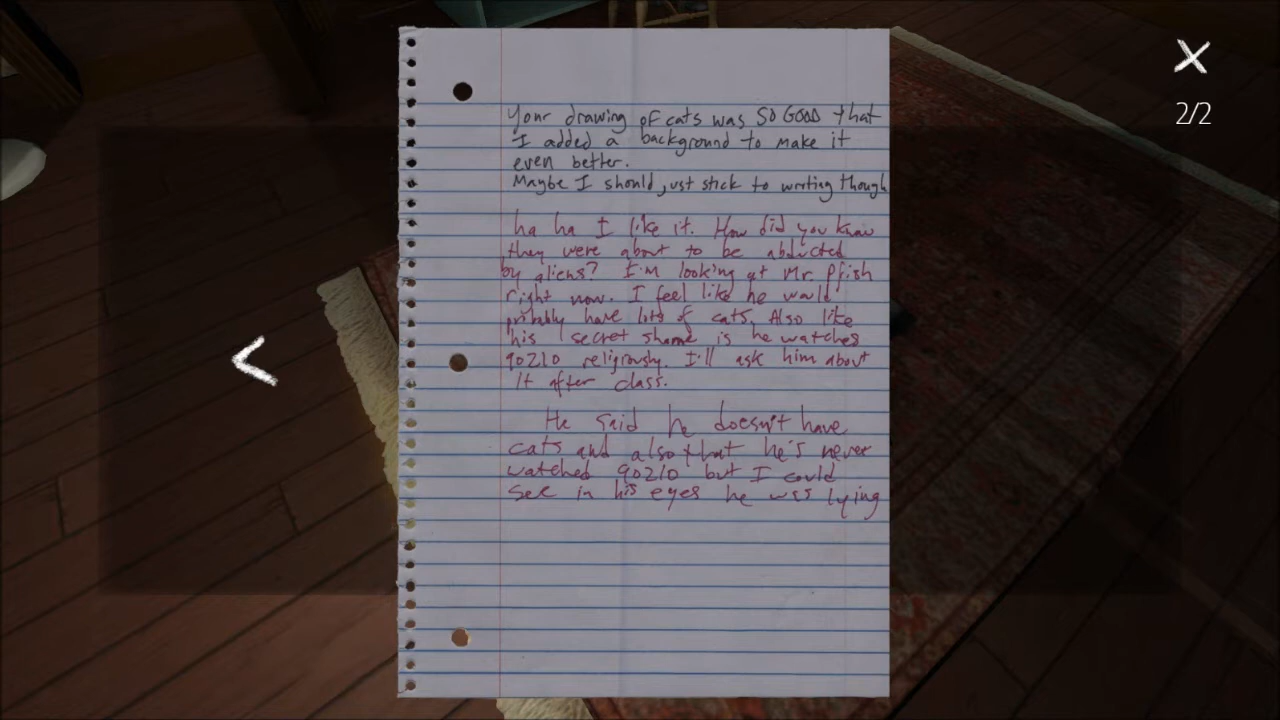 2/2
Your drawing of cats was SO GOOD that
I added a background to make it
even better.
Maybe I should just stick to writing though
ha ha I like it. How did you know
they were about to be abducted
by aliens? I'm looking at Mr. Pfish
right now. I feel like he would
probably have lots of cats. Also like
his secret shame is he watches
90210 religiously. I'll ask him about
it after class.
He said he doesn't have
cats and also that he's never
watched 90210 but I could
see in his eyes he was lying